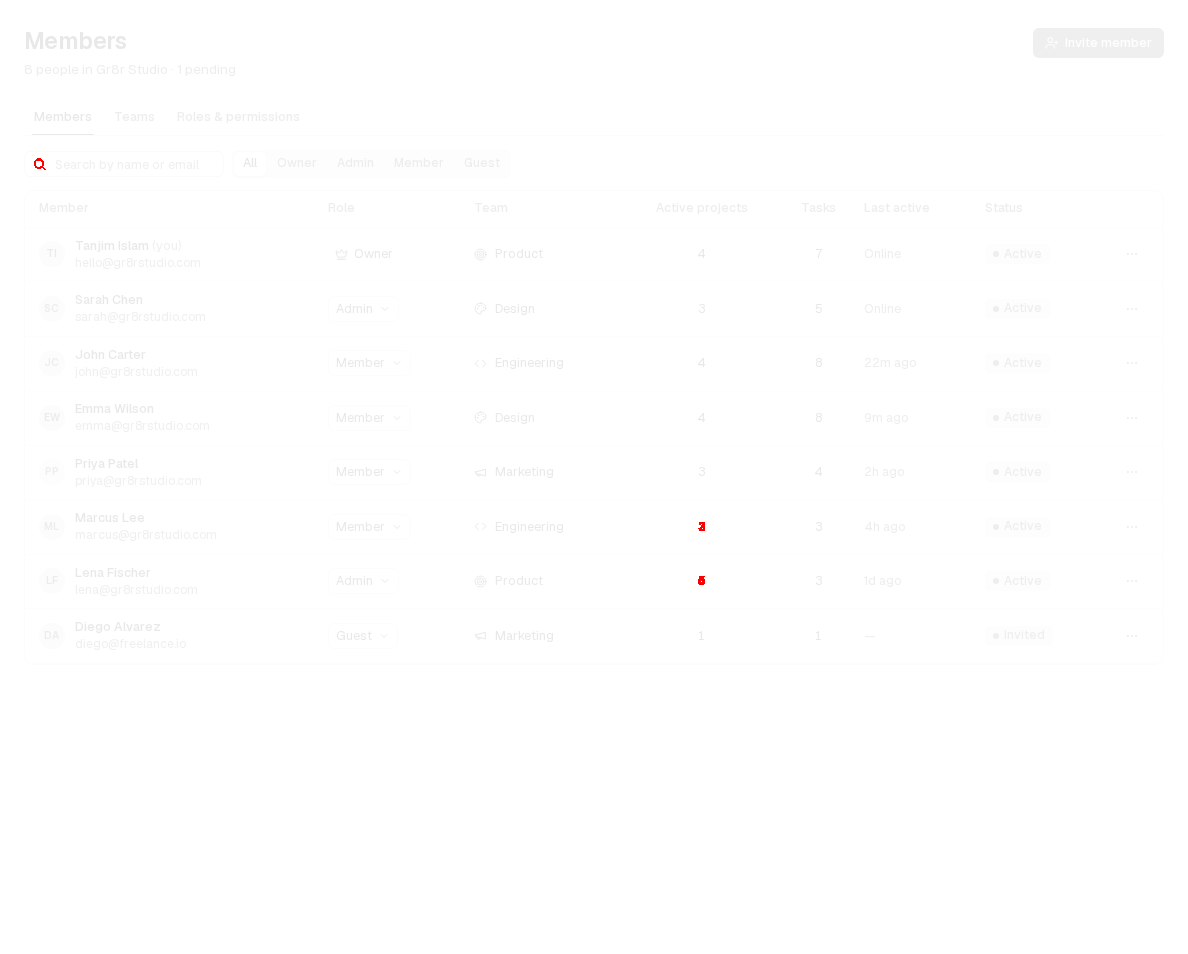 Members
Invite member
8 people in Gr8r Studio · 1 pending
Members Teams Roles & permissions
Search by name or email All Owner Admin Member Guest
Member Role Team Active projects Tasks Last active Status
TI Tanjim Islam (you) Owner Product 4 7 Online Active
hello@gr8rstudio.com
SC Sarah Chen Admin Design 3 5 Online Active
sarah@gr8rstudio.com
JC John Carter Member Engineering 4 8 22m ago Active
john@gr8rstudio.com
EW Emma Wilson Member Design 4 8 9m ago Active
emma@gr8rstudio.com
PP Priya Patel Member Marketing 3 4 2h ago Active
priya@gr8rstudio.com
ML Marcus Lee Member Engineering 3 4h ago Active
marcus@gr8rstudio.com
LF Lena Fischer Admin Product 3 1d ago Active
lena@gr8rstudio.com
DA Diego Alvarez Guest Marketing 1 1 — Invited
diego@freelance.io